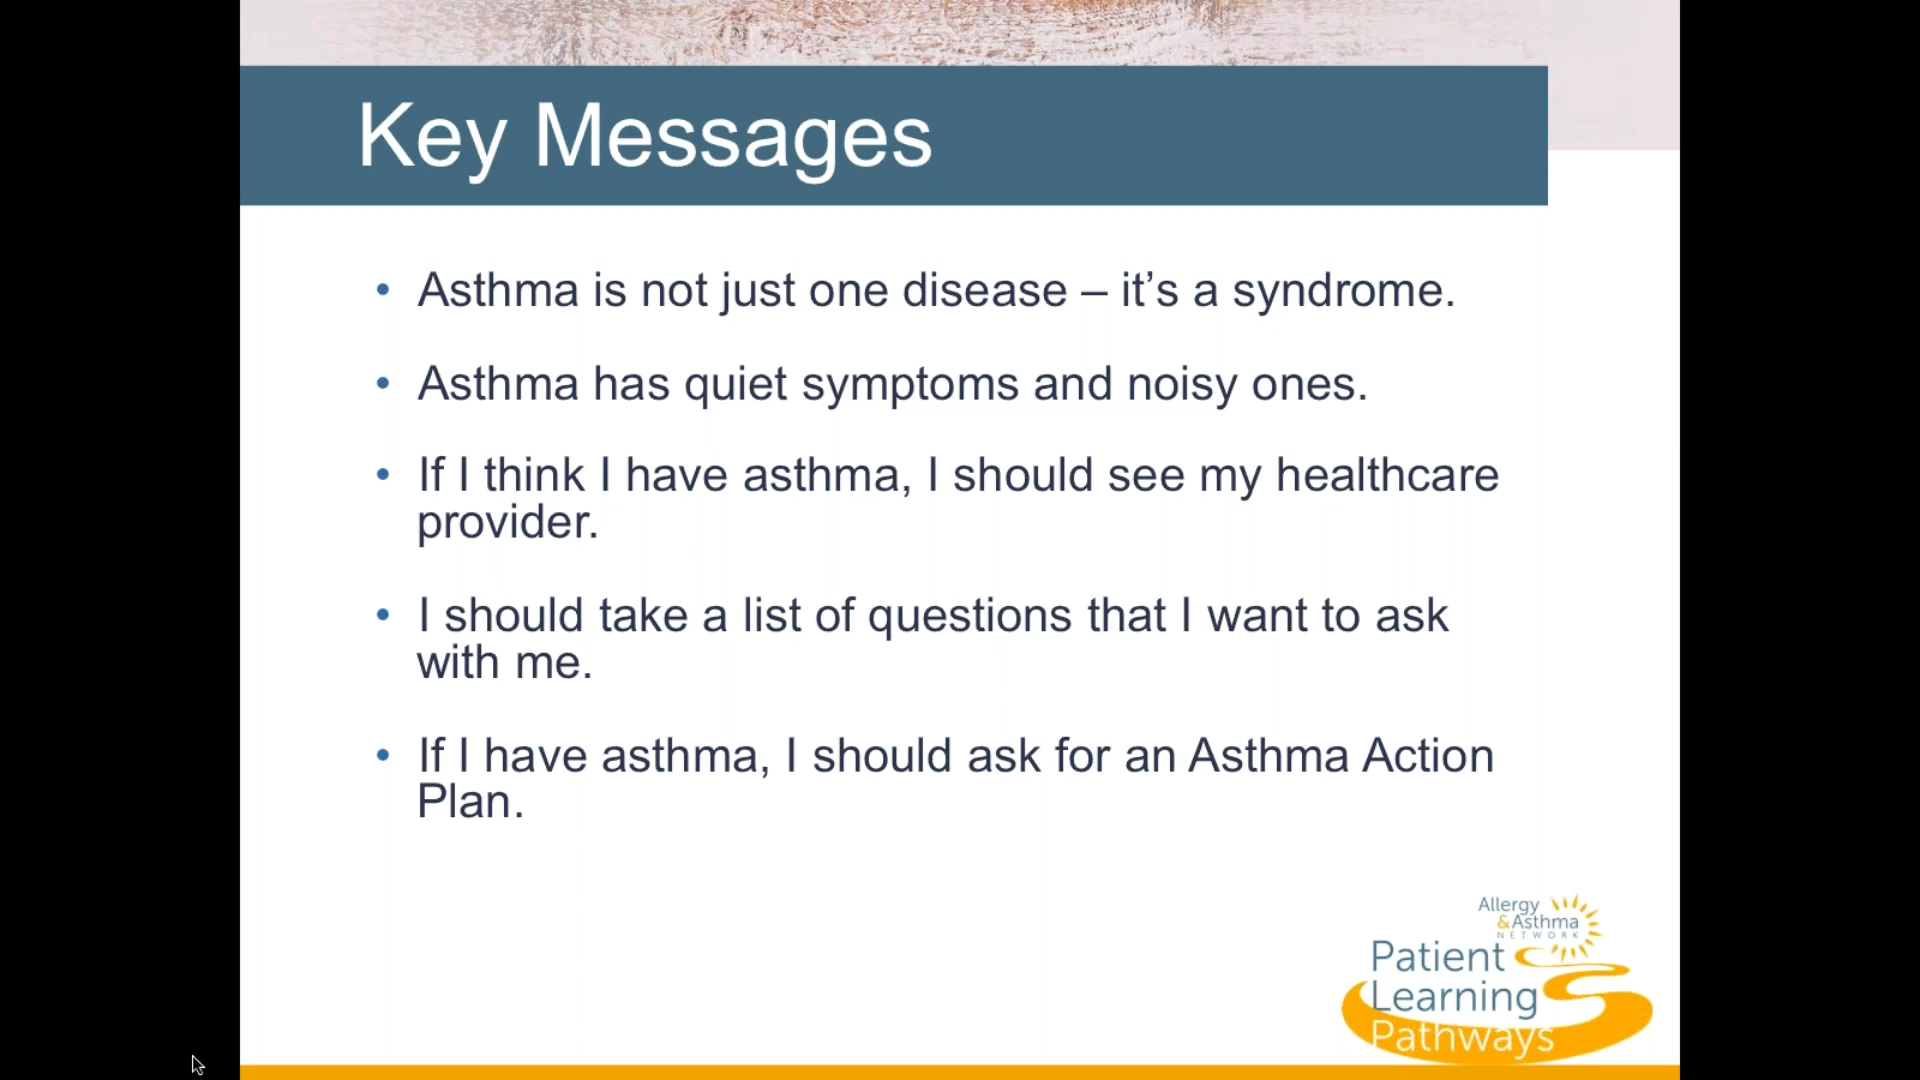 Key Messages
• Asthma is not just one disease – it’s a syndrome.
• Asthma has quiet symptoms and noisy ones.
• If I think I have asthma, I should see my healthcare
provider.
• I should take a list of questions that I want to ask
with me.
• If I have asthma, I should ask for an Asthma Action
Plan.
Allergy
&Asthma
NETWORK
Patient
Learning
Pathways